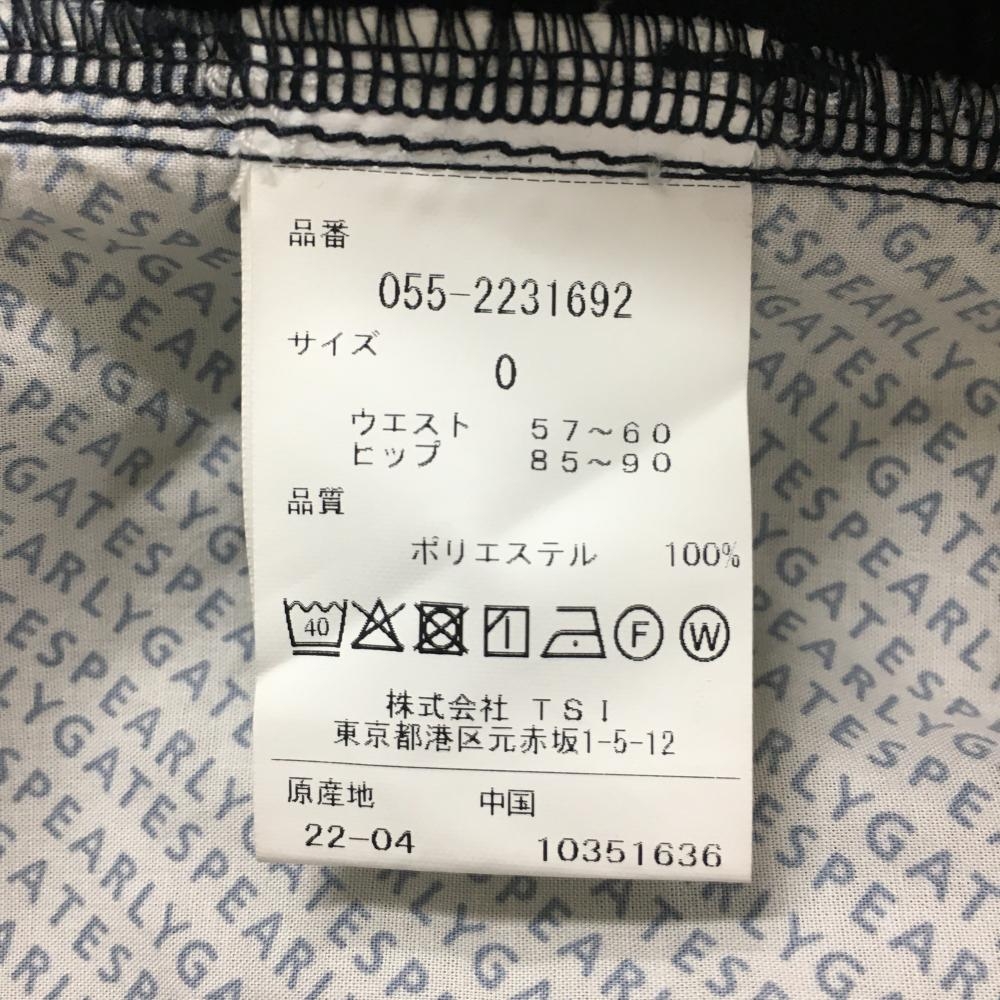 品番
055-2231692
サイズ
0
ウエスト 57〜60
ヒップ 85〜90
品質
ポリエステル 100%
40 F W
株式会社 TSI
東京都港区元赤坂1-5-12
原産地 中国
22-04 10351636
PEARLYGATES